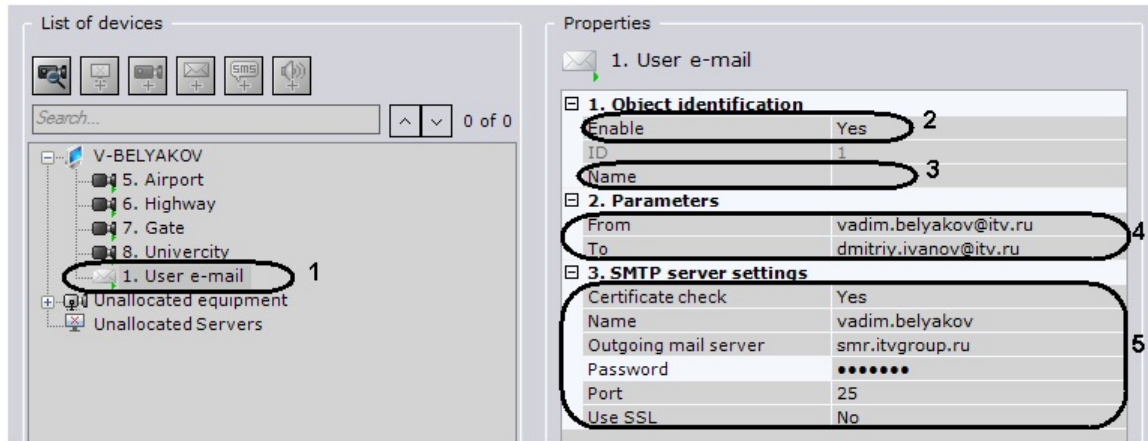 List of devices
sms
Search...
0 of 0
V-BELYAKOV
5. Airport
6. Highway
7. Gate
8. Univercity
1. User e-mail
1
Unallocated equipment
Unallocated Servers
Properties
1. User e-mail
1. Object identification
Enable Yes
2
ID 1
Name
3
2. Parameters
From vadim.belyakov@itv.ru
To dmitriy.ivanov@itv.ru
4
3. SMTP server settings
Certificate check Yes
Name vadim.belyakov
Outgoing mail server smr.itvgroup.ru
5
Password •••••••
Port 25
Use SSL No